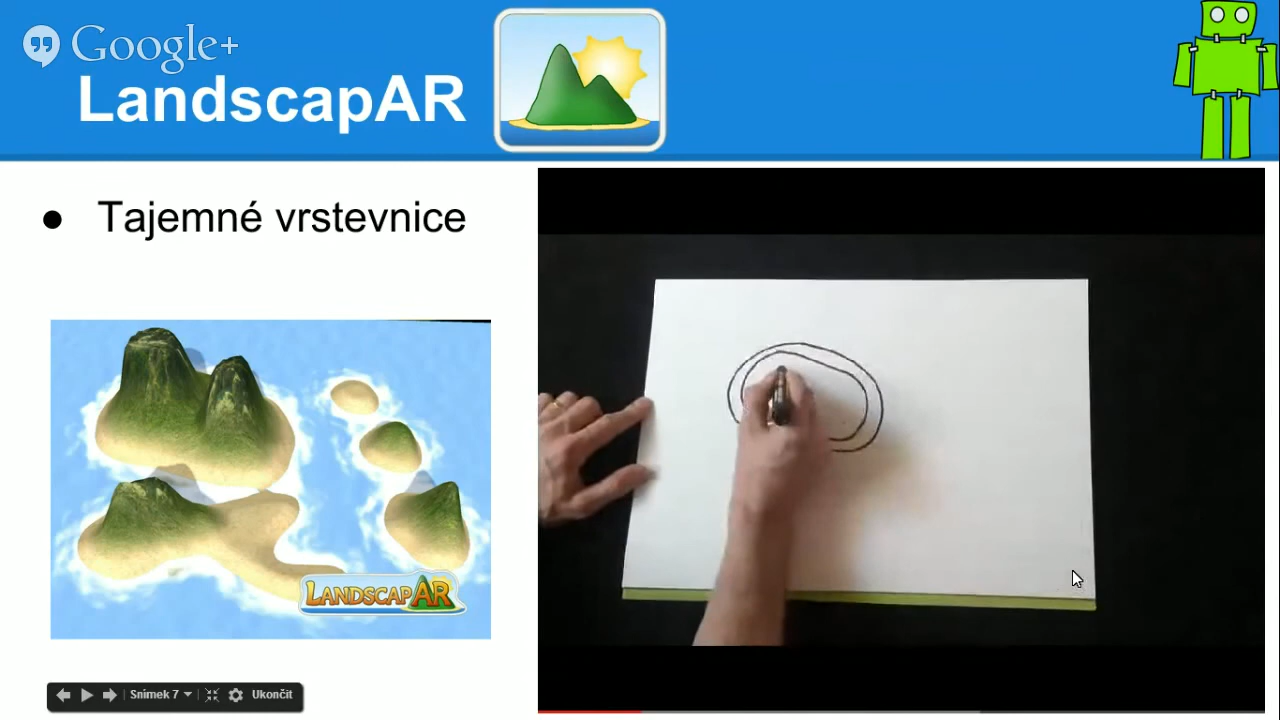 Google+
LandscapAR
● Tajemné vrstevnice
LANDSCAPAR
Snímek 7
Ukončit